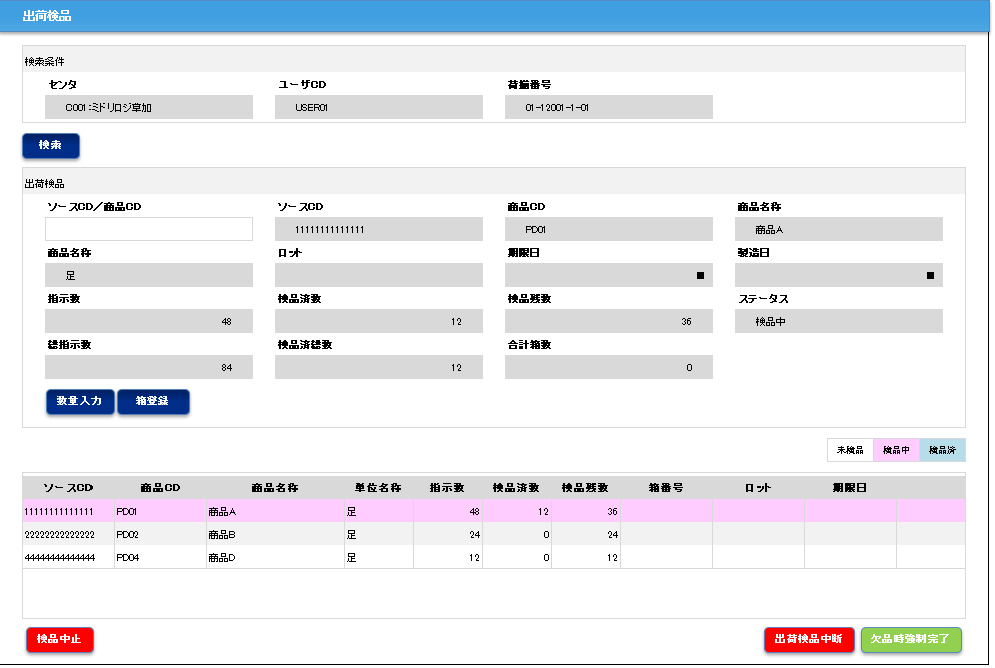 出荷検品
検索条件
センタ ユーザCD 荷揃番号
C001:ミドリロジ草加 USER01 01-12001-1-01
検索
出荷検品
ソースCD/商品CD ソースCD 商品CD 商品名称
11111111111111 PD01 商品A
商品名称 ロット 期限日 製造日
足 ■ ■
指示数 検品済数 検品残数 ステータス
48 12 36 検品中
総指示数 検品済総数 合計箱数
84 12 0
数量入力 箱登録
未検品 検品中 検品済
ソースCD 商品CD 商品名称 単位名称 指示数 検品済数 検品残数 箱番号 ロット 期限日
11111111111111 PD01 商品A 足 48 12 36
22222222222222 PD02 商品B 足 24 0 24
44444444444444 PD04 商品D 足 12 0 12
検品中止 出荷検品中断 欠品時強制完了